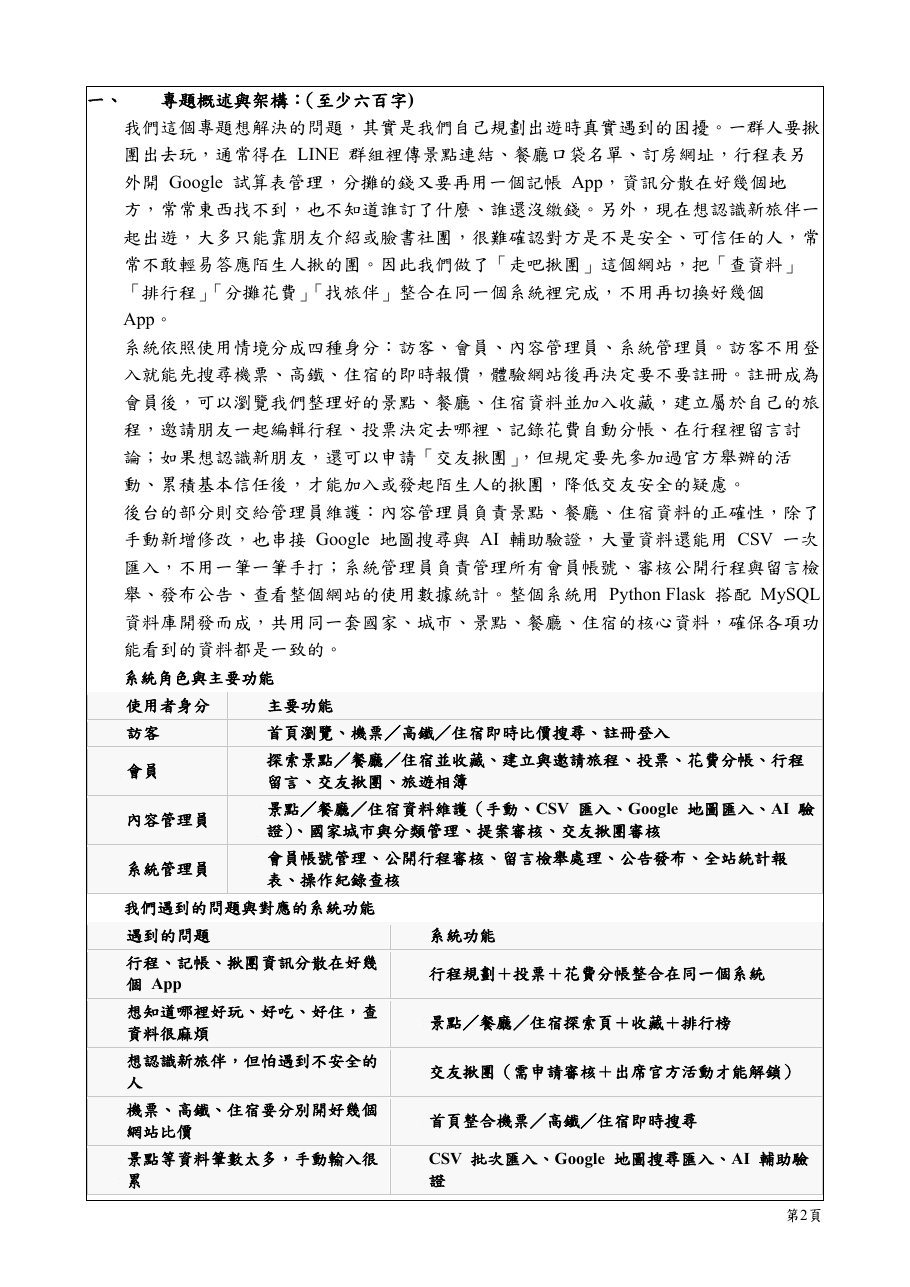 一、 專題概述與架構：(至少六百字)
我們這個專題想解決的問題，其實是我們自己規劃出遊時真實遇到的困擾。一群人要揪
團出去玩，通常得在 LINE 群組裡傳景點連結、餐廳口袋名單、訂房網址，行程表另
外開 Google 試算表管理，分攤的錢又要再用一個記帳 App，資訊分散在好幾個地
方，常常東西找不到，也不知道誰訂了什麼、誰還沒繳錢。另外，現在想認識新旅伴一
起出遊，大多只能靠朋友介紹或臉書社團，很難確認對方是不是安全、可信任的人，常
常不敢輕易答應陌生人揪的團。因此我們做了「走吧揪團」這個網站，把「查資料」
「排行程」「分攤花費」「找旅伴」整合在同一個系統裡完成，不用再切換好幾個
App。
系統依照使用情境分成四種身分：訪客、會員、內容管理員、系統管理員。訪客不用登
入就能先搜尋機票、高鐵、住宿的即時報價，體驗網站後再決定要不要註冊。註冊成為
會員後，可以瀏覽我們整理好的景點、餐廳、住宿資料並加入收藏，建立屬於自己的旅
程，邀請朋友一起編輯行程、投票決定去哪裡、記錄花費自動分帳、在行程裡留言討
論；如果想認識新朋友，還可以申請「交友揪團」，但規定要先參加過官方舉辦的活
動、累積基本信任後，才能加入或發起陌生人的揪團，降低交友安全的疑慮。
後台的部分則交給管理員維護：內容管理員負責景點、餐廳、住宿資料的正確性，除了
手動新增修改，也串接 Google 地圖搜尋與 AI 輔助驗證，大量資料還能用 CSV 一次
匯入，不用一筆一筆手打；系統管理員負責管理所有會員帳號、審核公開行程與留言檢
舉、發布公告、查看整個網站的使用數據統計。整個系統用 Python Flask 搭配 MySQL
資料庫開發而成，共用同一套國家、城市、景點、餐廳、住宿的核心資料，確保各項功
能看到的資料都是一致的。
系統角色與主要功能
使用者身分 主要功能
訪客 首頁瀏覽、機票／高鐵／住宿即時比價搜尋、註冊登入
會員 探索景點／餐廳／住宿並收藏、建立與邀請旅程、投票、花費分帳、行程
留言、交友揪團、旅遊相簿
內容管理員 景點／餐廳／住宿資料維護（手動、CSV 匯入、Google 地圖匯入、AI 驗
證）、國家城市與分類管理、提案審核、交友揪團審核
系統管理員 會員帳號管理、公開行程審核、留言檢舉處理、公告發布、全站統計報
表、操作紀錄查核
我們遇到的問題與對應的系統功能
遇到的問題 系統功能
行程、記帳、揪團資訊分散在好幾
個 App
行程規劃＋投票＋花費分帳整合在同一個系統
想知道哪裡好玩、好吃、好住，查
資料很麻煩
景點／餐廳／住宿探索頁＋收藏＋排行榜
想認識新旅伴，但怕遇到不安全的
人
交友揪團（需申請審核＋出席官方活動才能解鎖）
機票、高鐵、住宿要分別開好幾個
網站比價
首頁整合機票／高鐵／住宿即時搜尋
景點等資料筆數太多，手動輸入很
累
CSV 批次匯入、Google 地圖搜尋匯入、AI 輔助驗
證
第2頁